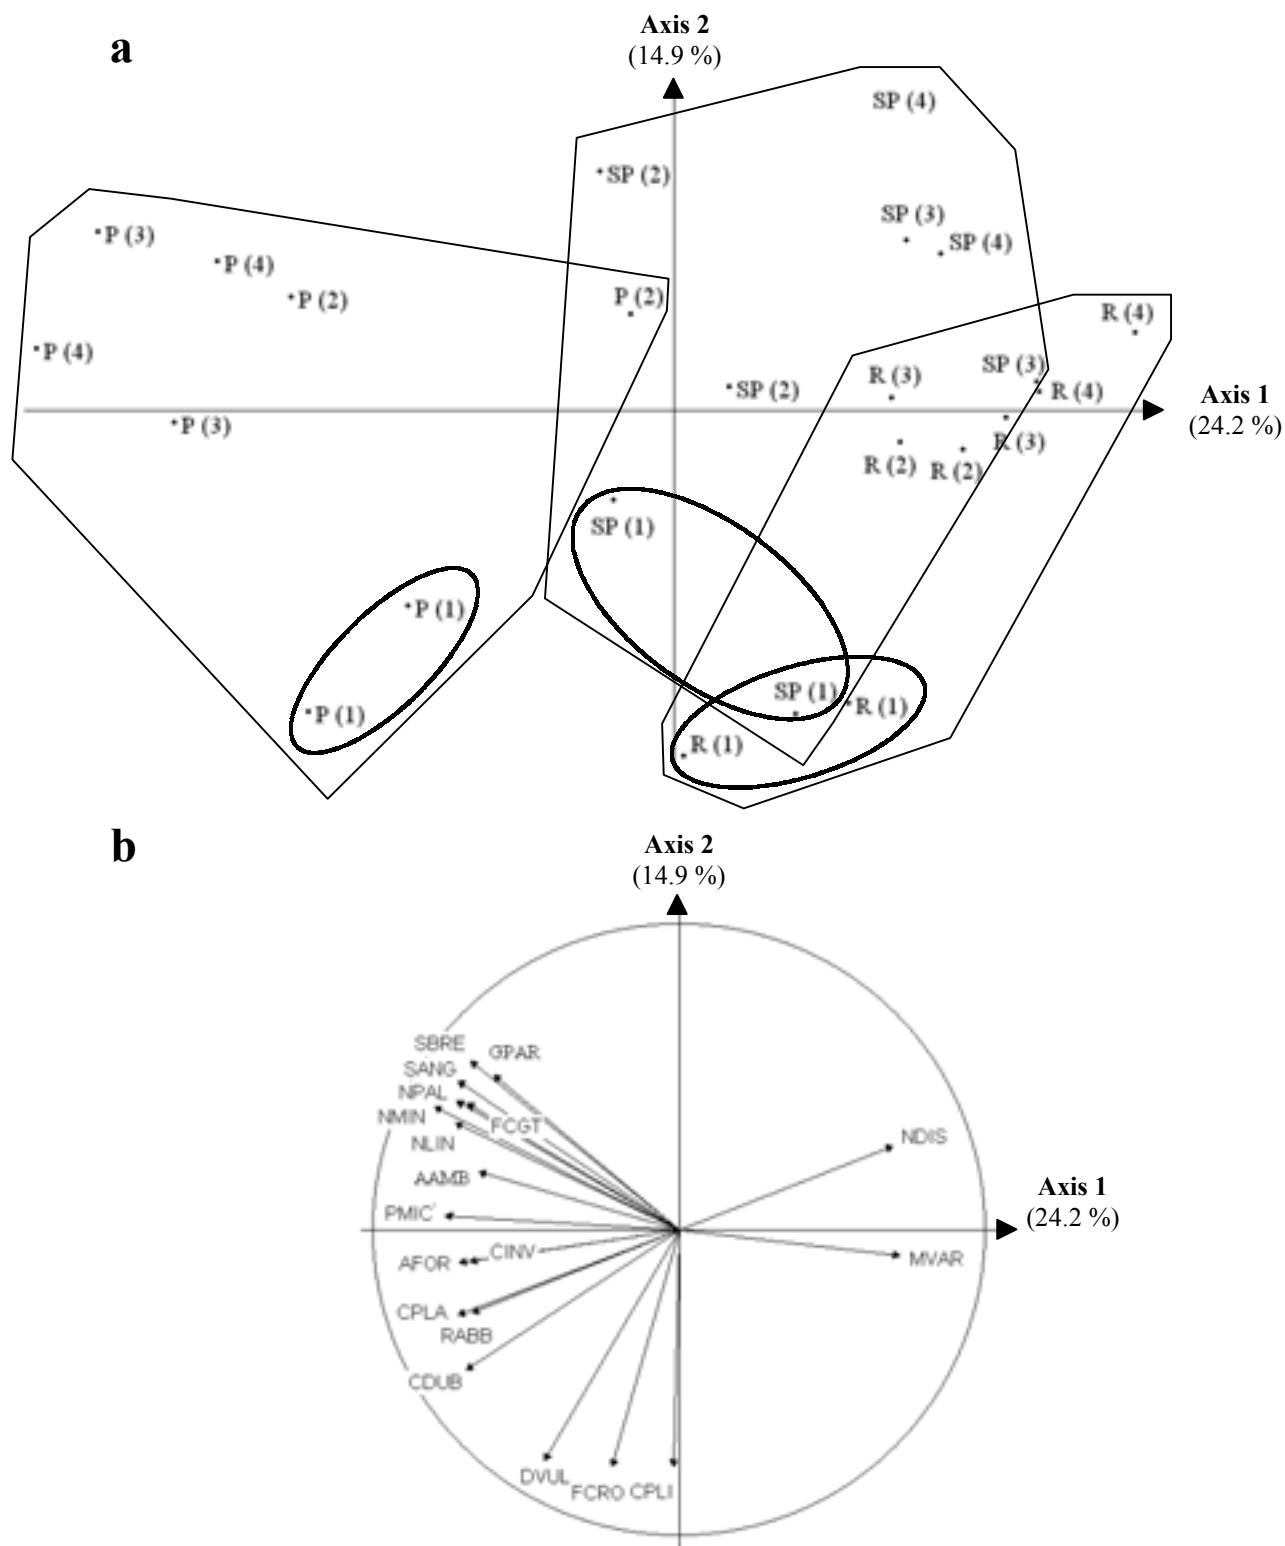 a
Axis 2
(14.9 %)
SP (4)
SP (2)
SP (3)
SP (4)
P (3)
P (4)
P (2)
P (2)
R (4)
P (4)
SP (3)
R (3)
SP (2)
R (4)
Axis 1
(24.2 %)
P (3)
R (3)
R (2)
R (2)
SP (1)
P (1)
SP (1)
R (1)
P (1)
R (1)
b
Axis 2
(14.9 %)
SBRE
GPAR
SANG
NPAL
NMIN
FCGT
NLIN
NDIS
AAMB
Axis 1
(24.2 %)
PMIC
CINV
AFOR
MVAR
CPLA
RABB
CDUB
DVUL
FCRO
CPLI